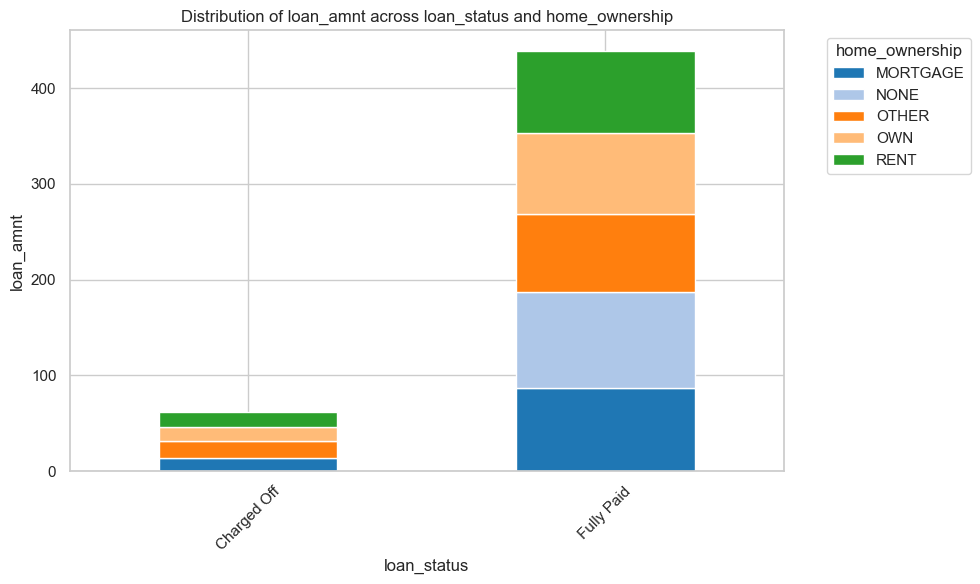 Distribution of loan_amnt across loan_status and home_ownership
home_ownership
MORTGAGE
NONE
OTHER
OWN
RENT
loan_amnt
400
300
200
100
0
Charged Off
Fully Paid
loan_status